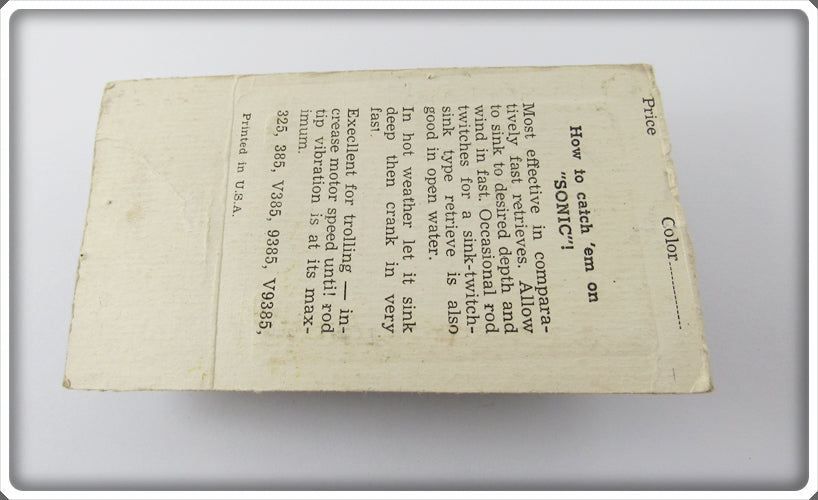 Price Color
How to catch 'em on
"SONIC"!
Most effective in compara-
tively fast retrieves. Allow
to sink to desired depth and
wind in fast. Occasional rod
twitches for a sink-twitch-
sink type retrieve is also
good in open water.
In hot weather let it sink
deep then crank in very
fast.
Execllent for trolling — in-
crease motor speed until rod
tip vibration is at its max-
imum.
325, 385, V385, 9385, V9385,
Printed in U.S.A.